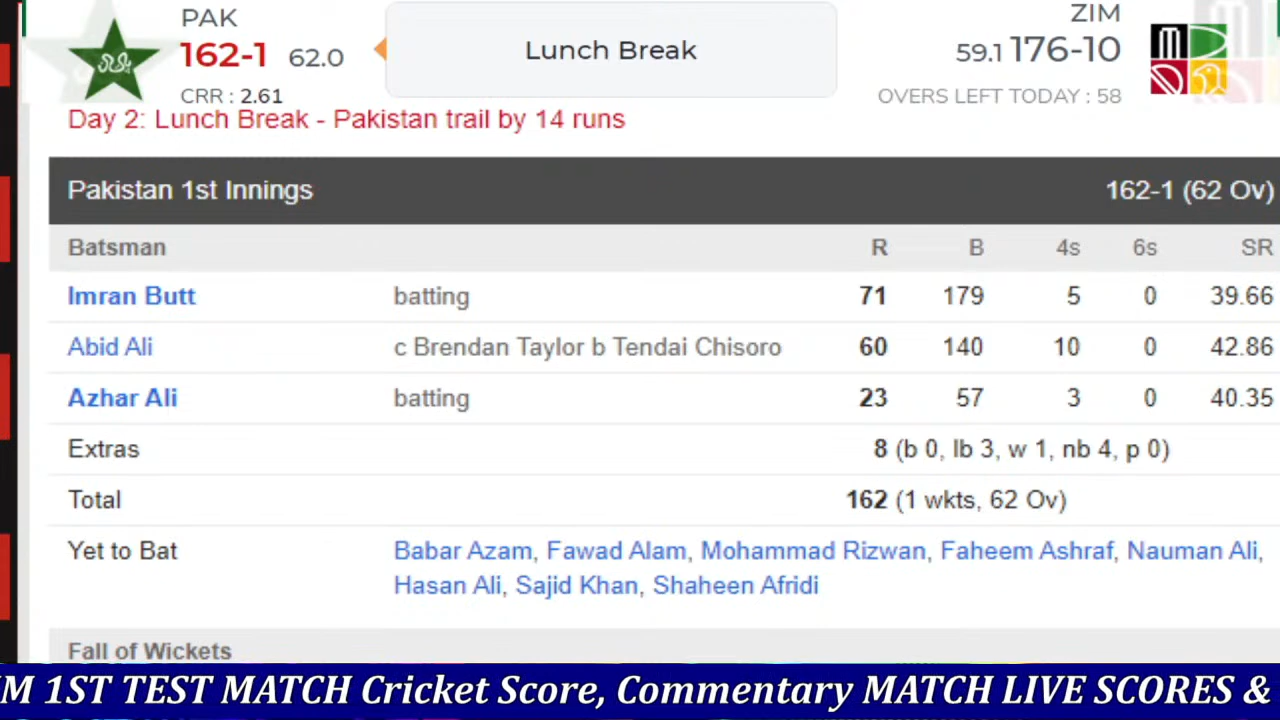 PAK
162-1 62.0
CRR : 2.61
Lunch Break
ZIM
59.1 176-10
OVERS LEFT TODAY : 58
Day 2: Lunch Break - Pakistan trail by 14 runs
Pakistan 1st Innings 162-1 (62 Ov)
Batsman R B 4s 6s SR
Imran Butt batting 71 179 5 0 39.66
Abid Ali c Brendan Taylor b Tendai Chisoro 60 140 10 0 42.86
Azhar Ali batting 23 57 3 0 40.35
Extras 8 (b 0, lb 3, w 1, nb 4, p 0)
Total 162 (1 wkts, 62 Ov)
Yet to Bat Babar Azam, Fawad Alam, Mohammad Rizwan, Faheem Ashraf, Nauman Ali,
Hasan Ali, Sajid Khan, Shaheen Afridi
Fall of Wickets
M 1ST TEST MATCH Cricket Score, Commentary MATCH LIVE SCORES &